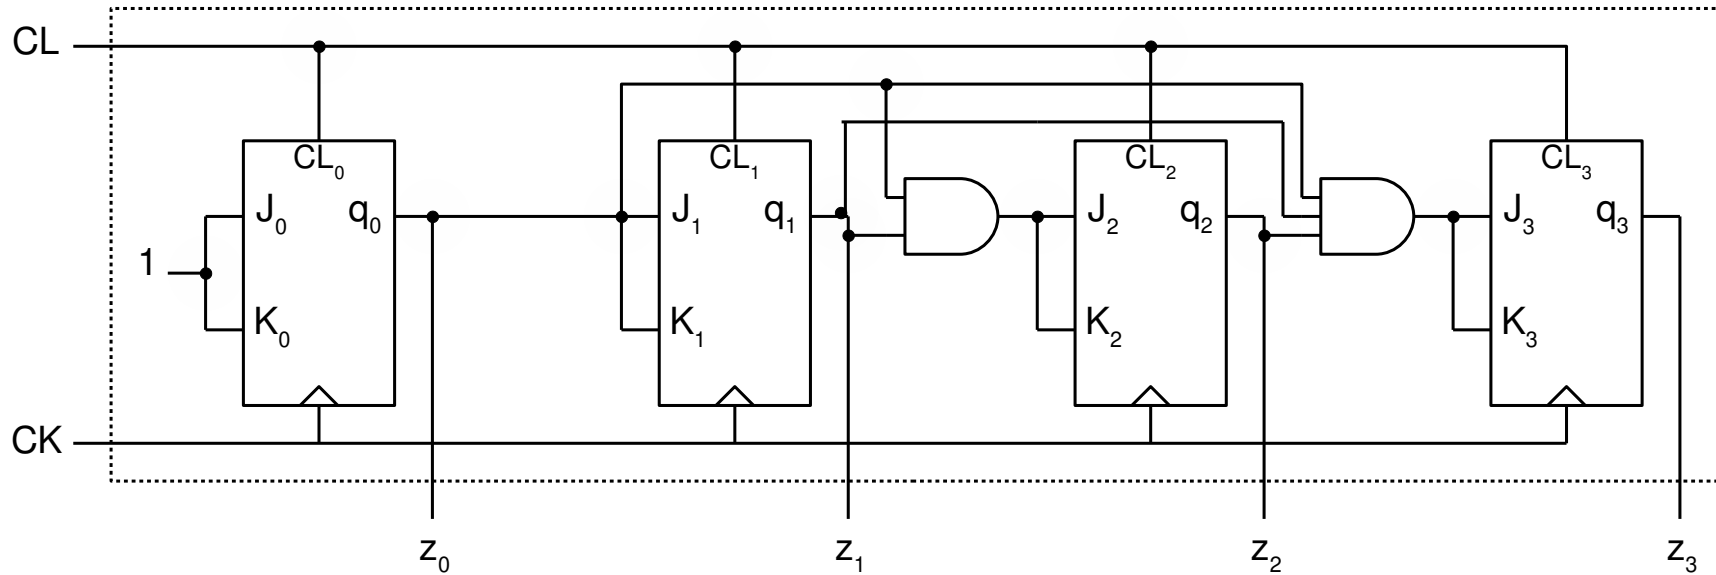 CL
CL₀ CL₁ CL₂ CL₃
J₀ q₀ J₁ q₁ J₂ q₂ J₃ q₃
1
K₀ K₁ K₂ K₃
CK
z₀ z₁ z₂ z₃